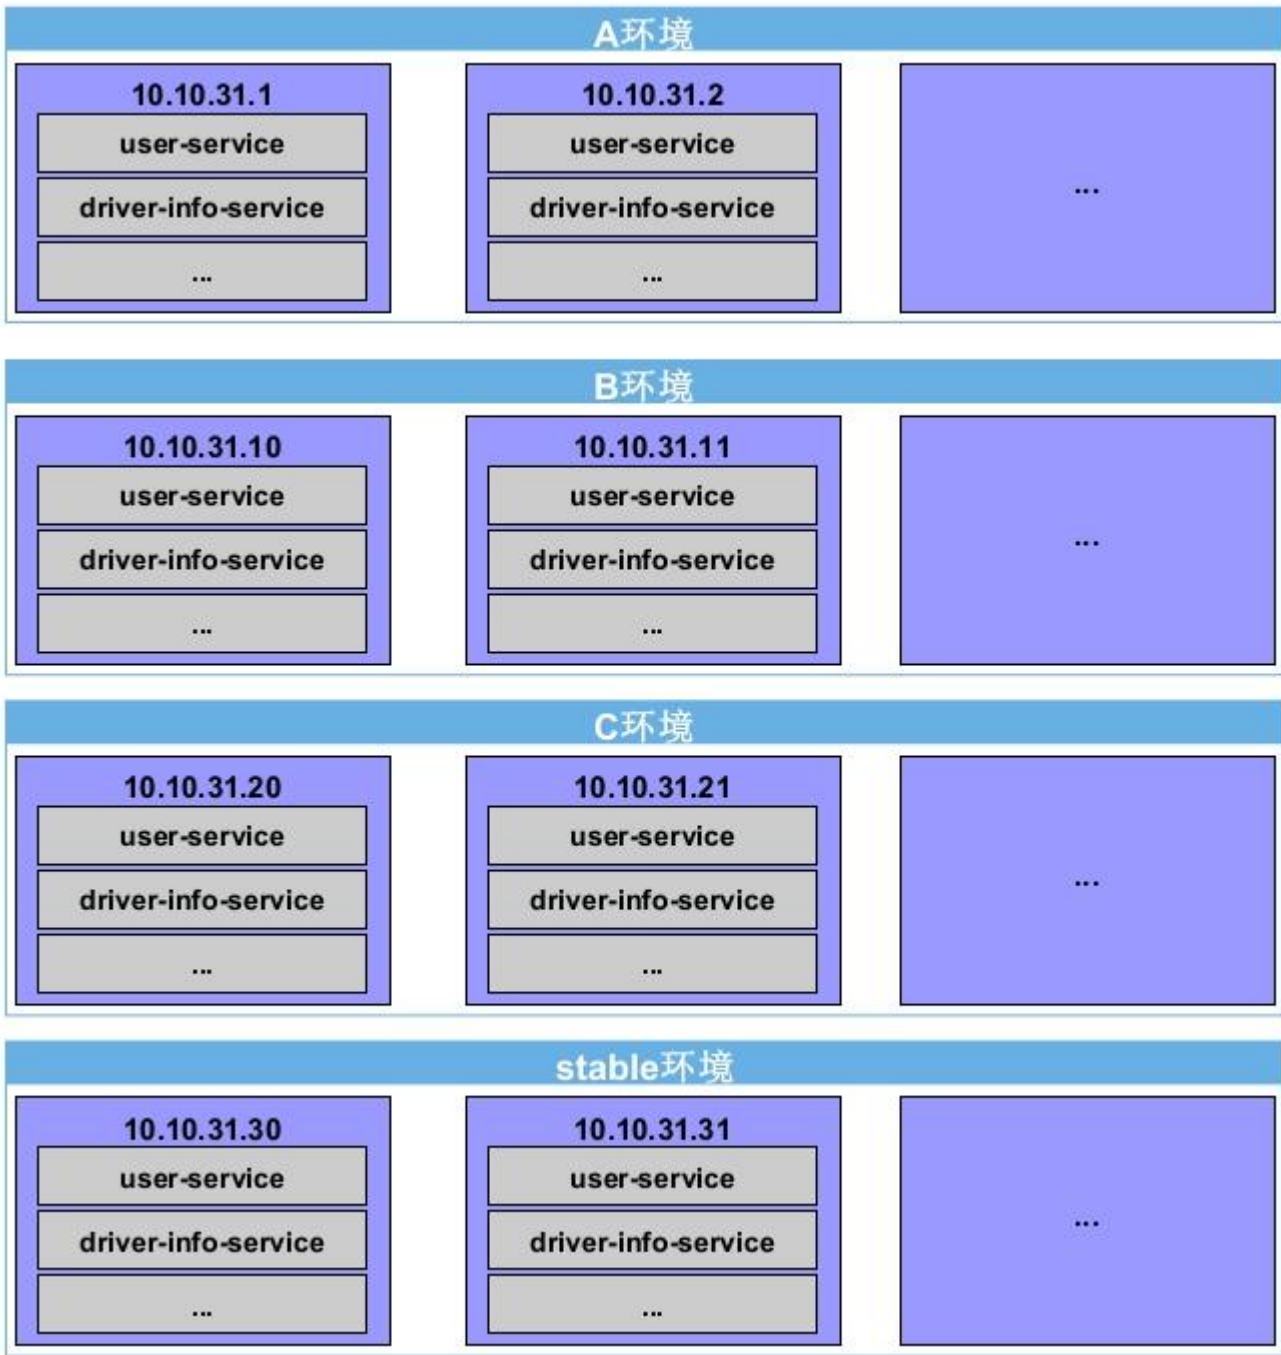 A环境
10.10.31.1
user-service
driver-info-service
...
10.10.31.2
user-service
driver-info-service
...
...
B环境
10.10.31.10
user-service
driver-info-service
...
10.10.31.11
user-service
driver-info-service
...
...
C环境
10.10.31.20
user-service
driver-info-service
...
10.10.31.21
user-service
driver-info-service
...
...
stable环境
10.10.31.30
user-service
driver-info-service
...
10.10.31.31
user-service
driver-info-service
...
...